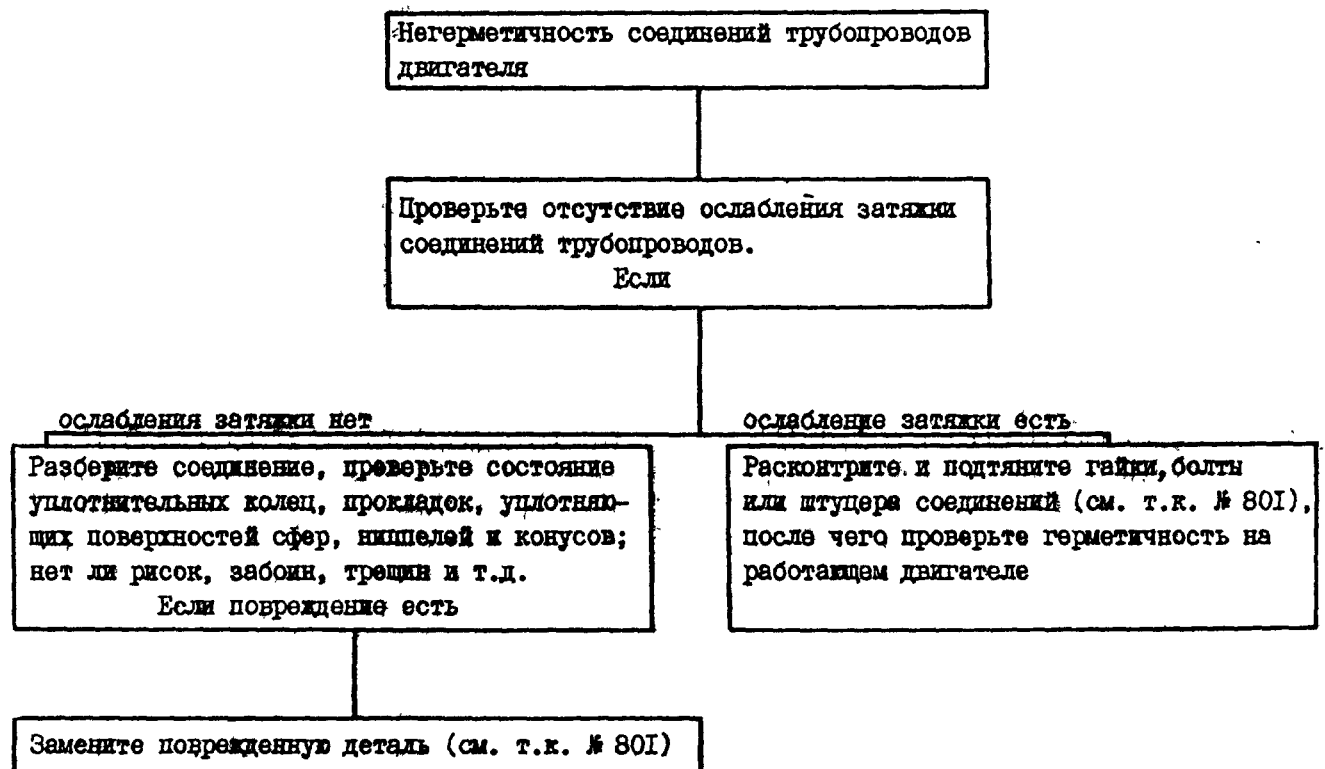 Негерметичность соединений трубопроводов
двигателя
Проверьте отсутствие ослабления затяжки
соединений трубопроводов.
Если
ослабления затяжки нет
ослабление затяжки есть
Разберите соединение, проверьте состояние
уплотнительных колец, прокладок, уплотняю-
щих поверхностей сфер, ниппелей и конусов;
нет ли рисок, забоин, трещин и т.д.
Если повреждение есть
Расконтрите и подтяните гайки, болты
или штуцера соединений (см. т.к. № 801),
после чего проверьте герметичность на
работающем двигателе
Замените поврежденную деталь (см. т.к. № 801)